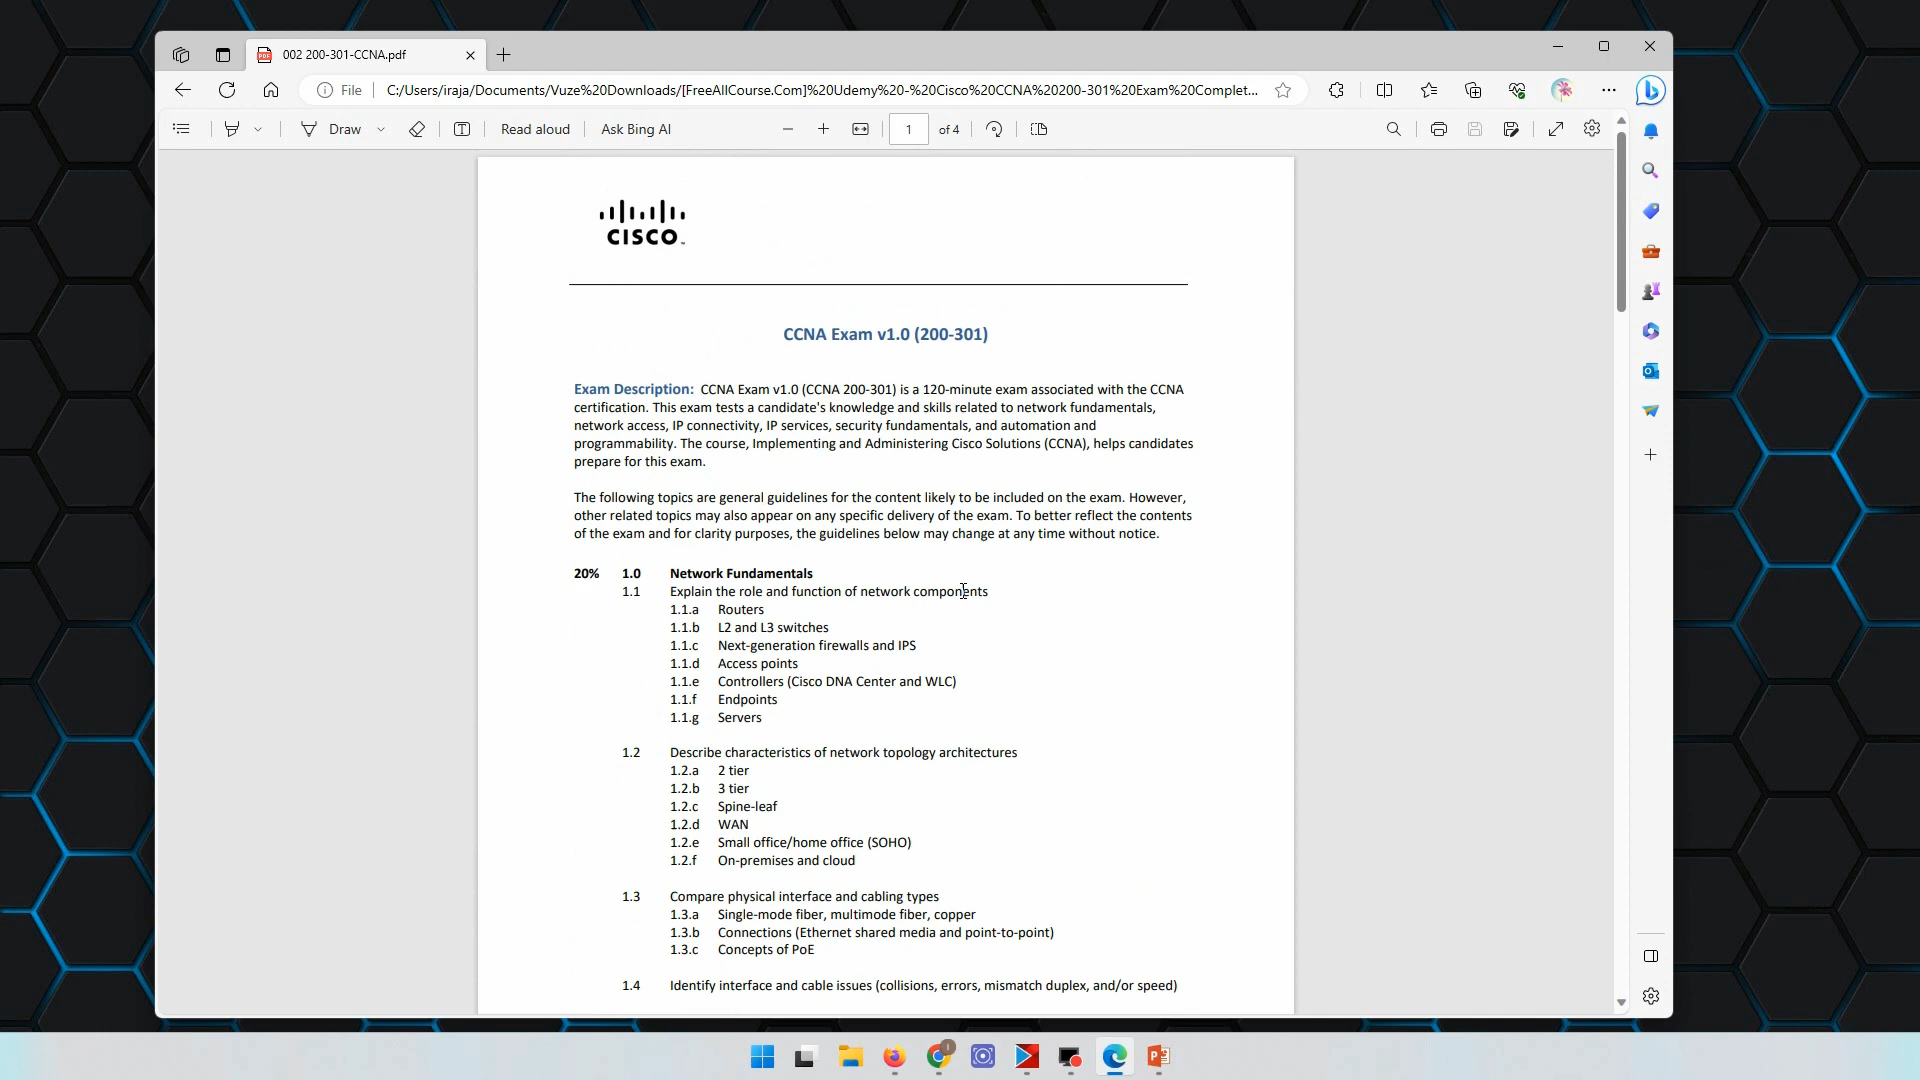 002 200-301-CCNA.pdf
File
C:/Users/iraja/Documents/Vuze%20Downloads/[FreeAllCourse.Com]%20Udemy%20-%20Cisco%20CCNA%20200-301%20Exam%20Complet...
Draw
Read aloud
Ask Bing AI
1 of 4
CISCO
CCNA Exam v1.0 (200-301)
Exam Description: CCNA Exam v1.0 (CCNA 200-301) is a 120-minute exam associated with the CCNA
certification. This exam tests a candidate's knowledge and skills related to network fundamentals,
network access, IP connectivity, IP services, security fundamentals, and automation and
programmability. The course, Implementing and Administering Cisco Solutions (CCNA), helps candidates
prepare for this exam.
The following topics are general guidelines for the content likely to be included on the exam. However,
other related topics may also appear on any specific delivery of the exam. To better reflect the contents
of the exam and for clarity purposes, the guidelines below may change at any time without notice.
20% 1.0 Network Fundamentals
1.1 Explain the role and function of network components
1.1.a Routers
1.1.b L2 and L3 switches
1.1.c Next-generation firewalls and IPS
1.1.d Access points
1.1.e Controllers (Cisco DNA Center and WLC)
1.1.f Endpoints
1.1.g Servers
1.2 Describe characteristics of network topology architectures
1.2.a 2 tier
1.2.b 3 tier
1.2.c Spine-leaf
1.2.d WAN
1.2.e Small office/home office (SOHO)
1.2.f On-premises and cloud
1.3 Compare physical interface and cabling types
1.3.a Single-mode fiber, multimode fiber, copper
1.3.b Connections (Ethernet shared media and point-to-point)
1.3.c Concepts of PoE
1.4 Identify interface and cable issues (collisions, errors, mismatch duplex, and/or speed)